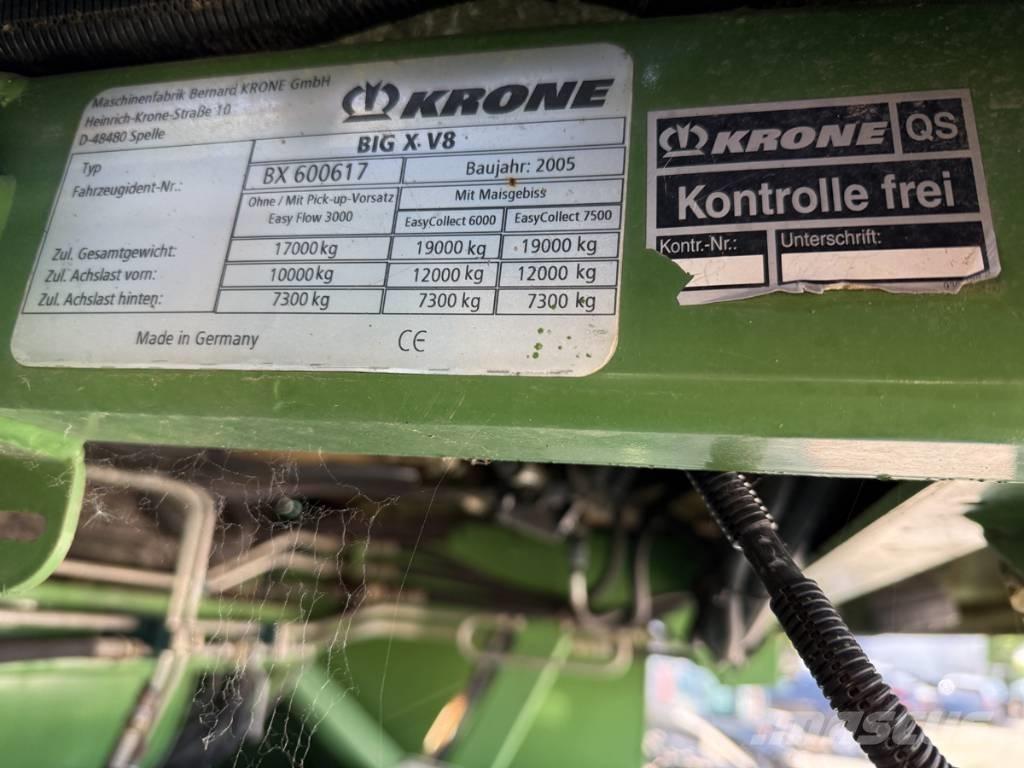 Maschinenfabrik Bernard KRONE GmbH
Heinrich-Krone-Straße 10
D-48480 Spelle
KRONE
Typ BIG X V8
Fahrzeugident-Nr.: BX 600617 Baujahr: 2005
Ohne / Mit Pick-up-Vorsatz Mit Maisgebiss
Easy Flow 3000 EasyCollect 6000 EasyCollect 7500
Zul. Gesamtgewicht: 17000 kg 19000 kg 19000 kg
Zul. Achslast vorn: 10000 kg 12000 kg 12000 kg
Zul. Achslast hinten: 7300 kg 7300 kg 7300 kg
Made in Germany CE
KRONE QS
Kontrolle frei
Kontr.-Nr.: Unterschrift:
mascus